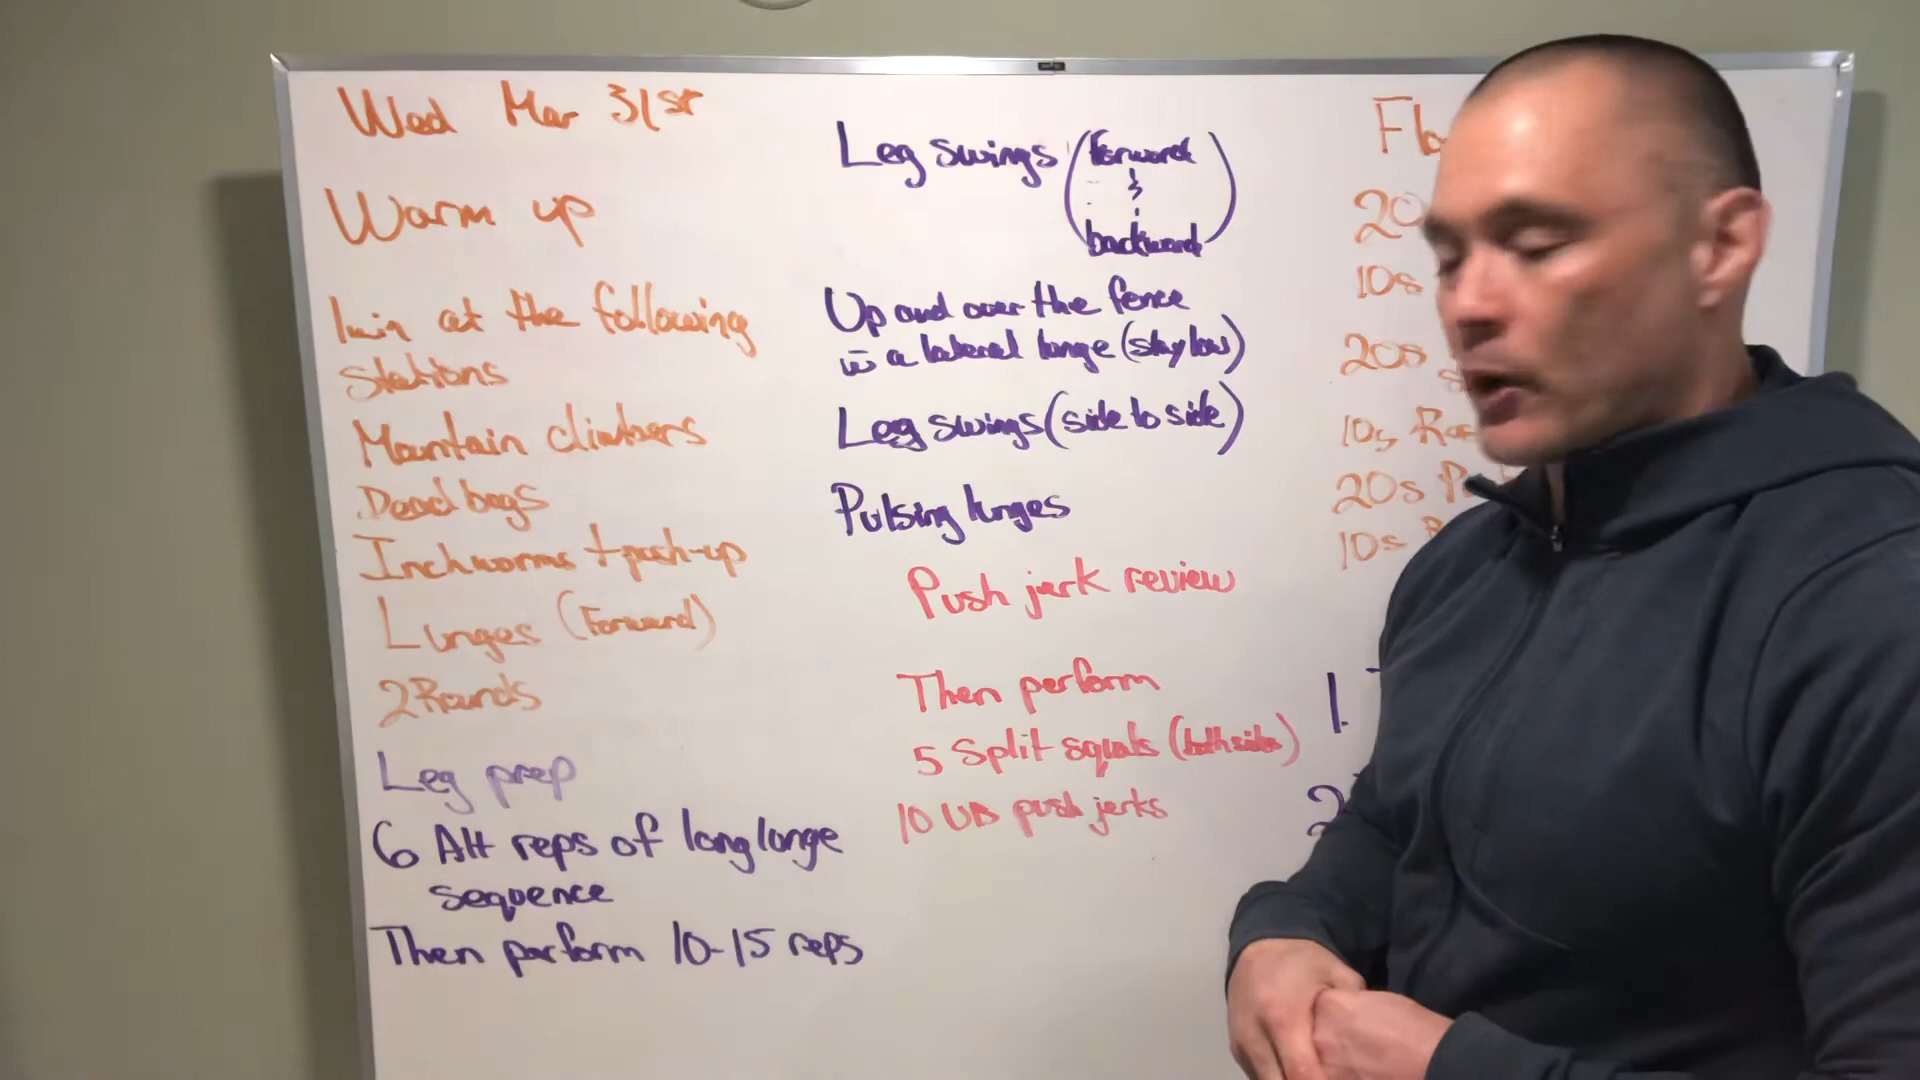 Wed Mar 31st
Warm up
1min at the following
stations
Mountain climbers
Dead bugs
Inchworms + push-up
Lunges (Forward)
2 Rounds
Leg prep
6 Alt reps of long lunge
sequence
Then perform 10-15 reps
Leg swings (forward
&
backward)
Up and over the fence
w̄ a lateral lunge (stay low)
Leg swings (side to side)
Pulsing lunges
Push jerk review
Then perform
5 Split squats (both sides)
10 UB push jerks
20
10s
20s
10s
20s
10s
1.
2